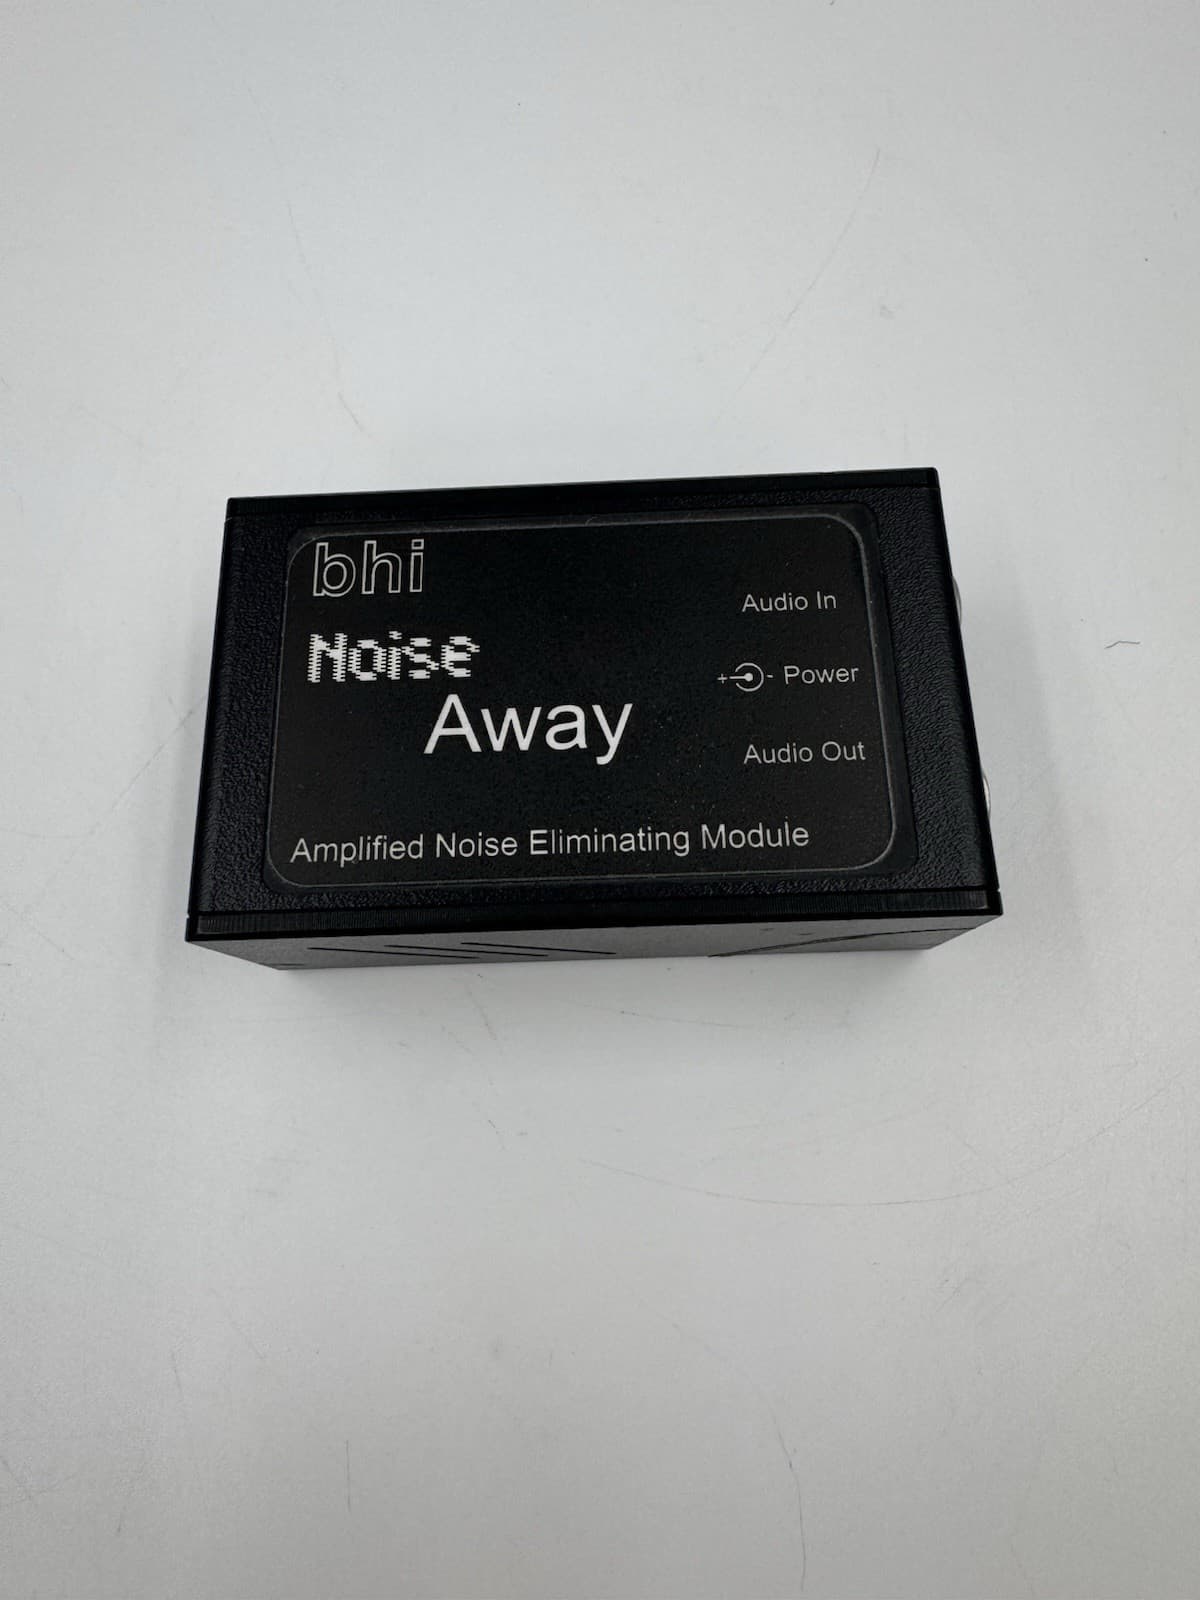 bhi
Noise
Away
Audio In
+ - Power
Audio Out
Amplified Noise Eliminating Module